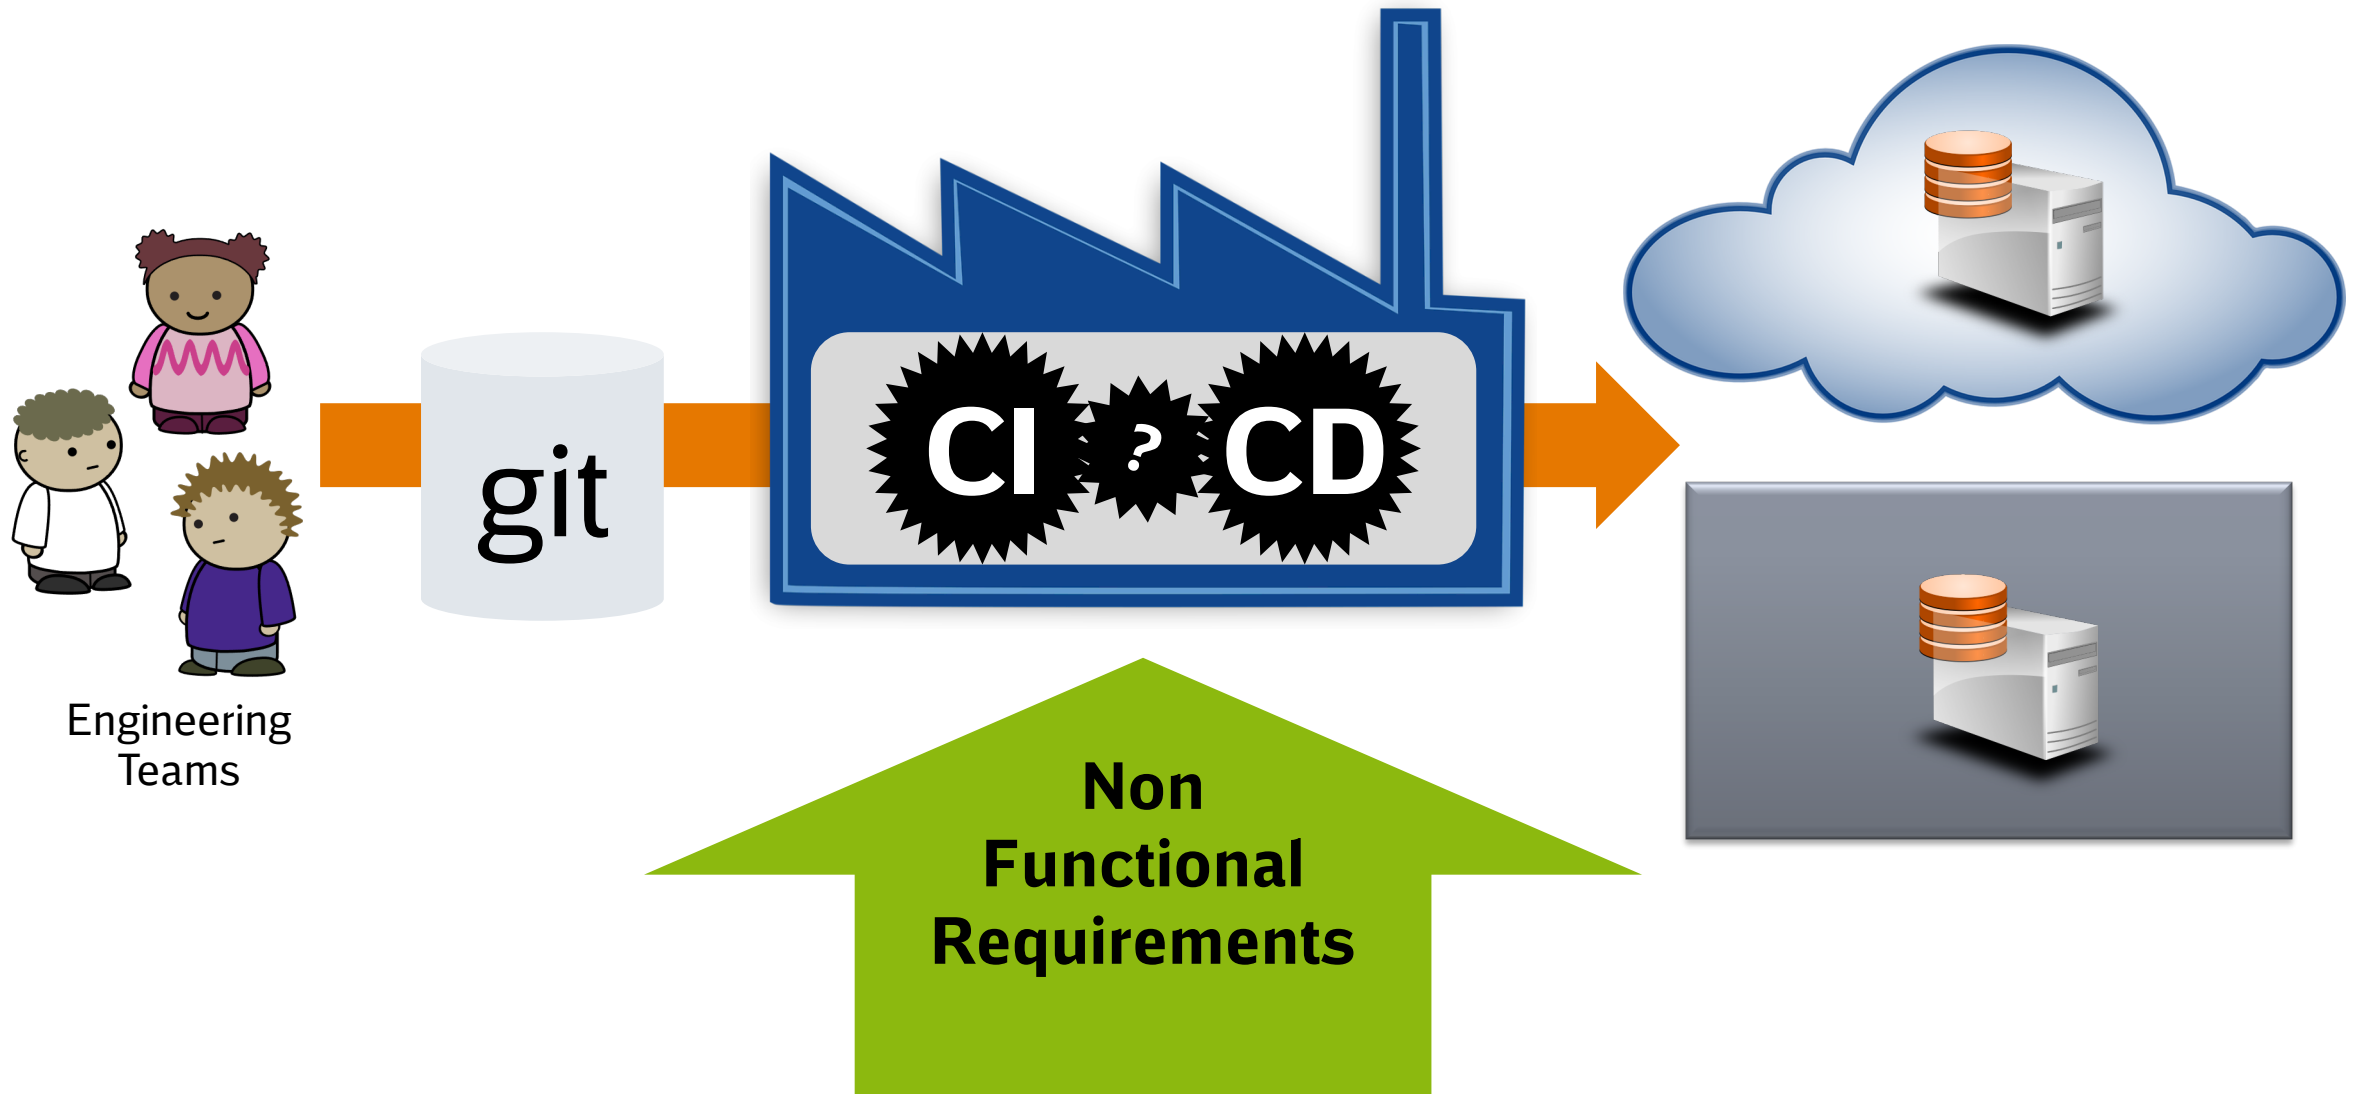 Engineering
Teams
git
CI
?
CD
Non
Functional
Requirements